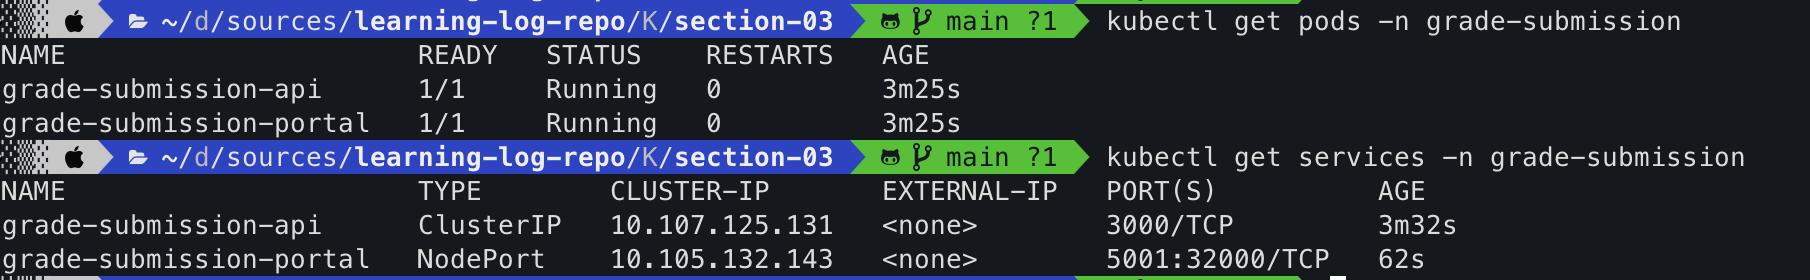 ~/d/sources/learning-log-repo/K/section-03 main ?1 kubectl get pods -n grade-submission
NAME READY STATUS RESTARTS AGE
grade-submission-api 1/1 Running 0 3m25s
grade-submission-portal 1/1 Running 0 3m25s
~/d/sources/learning-log-repo/K/section-03 main ?1 kubectl get services -n grade-submission
NAME TYPE CLUSTER-IP EXTERNAL-IP PORT(S) AGE
grade-submission-api ClusterIP 10.107.125.131 <none> 3000/TCP 3m32s
grade-submission-portal NodePort 10.105.132.143 <none> 5001:32000/TCP 62s